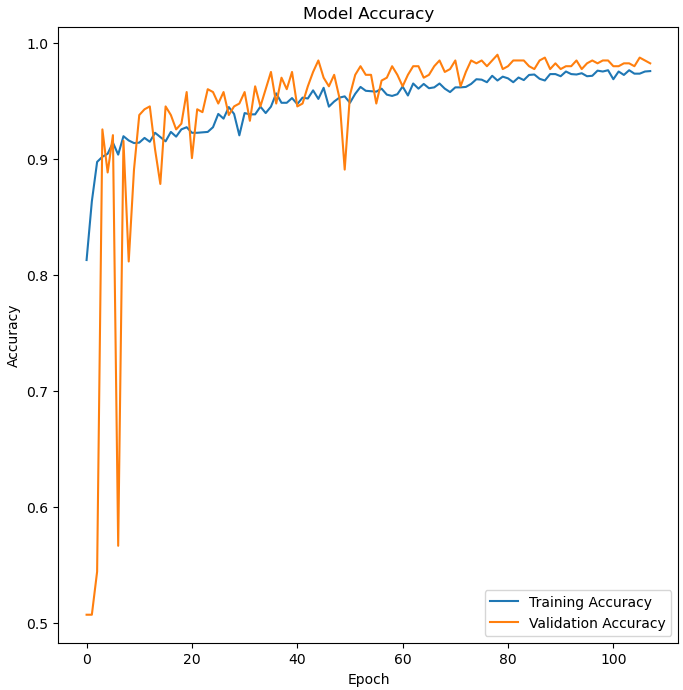 Model Accuracy
1.0
0.9
0.8
0.7
0.6
0.5
Accuracy
0 20 40 60 80 100
Epoch
Training Accuracy
Validation Accuracy